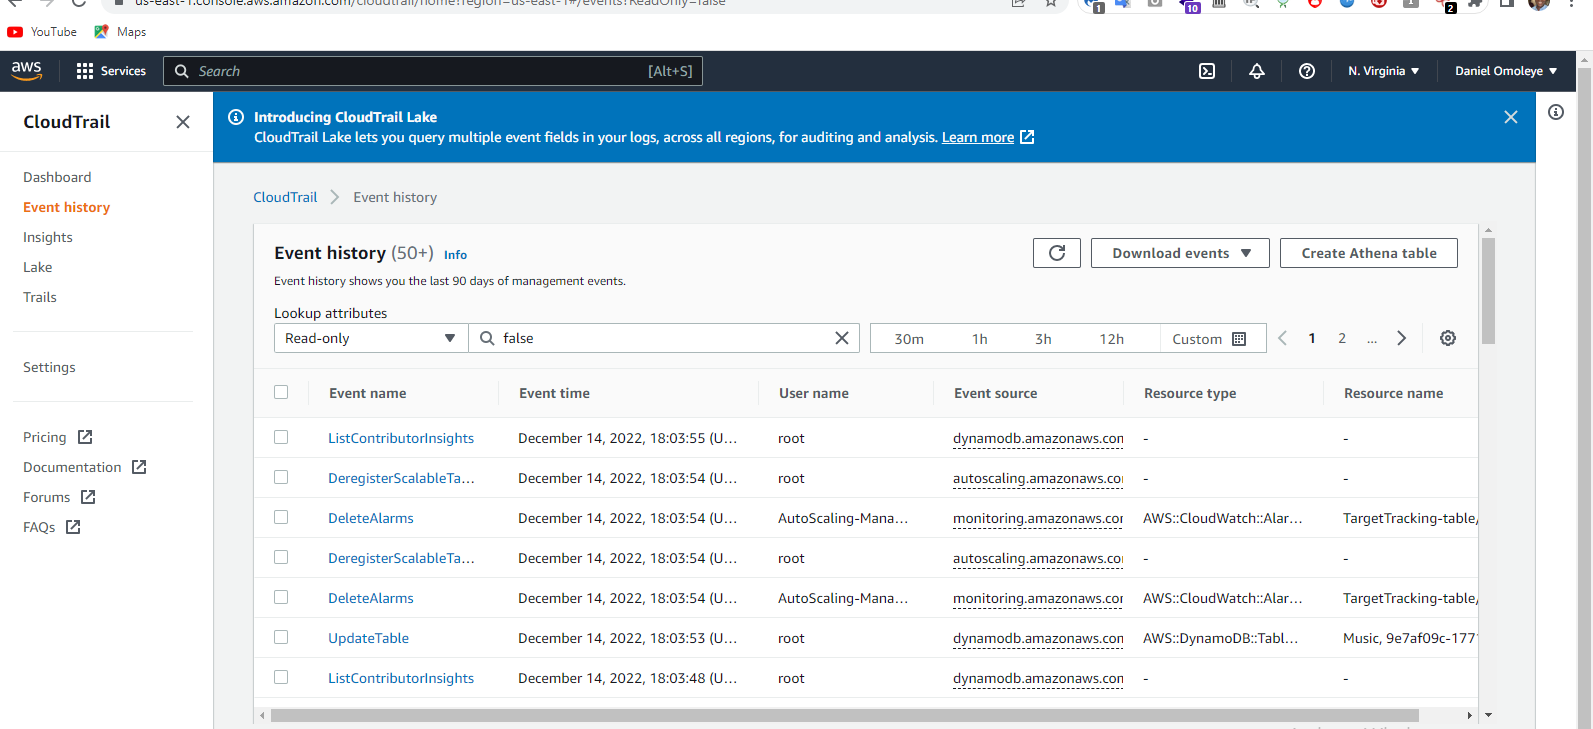 us-east-1.console.aws.amazon.com/cloudtrail/home?region=us-east-1#/events?ReadOnly=false
1
10
1
2
YouTube
Maps
aws
Services
Search
[Alt+S]
N. Virginia
Daniel Omoleye
CloudTrail
Introducing CloudTrail Lake
CloudTrail Lake lets you query multiple event fields in your logs, across all regions, for auditing and analysis. Learn more
Dashboard
Event history
Insights
Lake
Trails
Settings
Pricing
Documentation
Forums
FAQs
CloudTrail
Event history
Event history (50+) Info
Download events
Create Athena table
Event history shows you the last 90 days of management events.
Lookup attributes
Read-only
false
30m 1h 3h 12h Custom
1 2 ...
Event name Event time User name Event source Resource type Resource name
ListContributorInsights December 14, 2022, 18:03:55 (U... root dynamodb.amazonaws.com - -
DeregisterScalableTa... December 14, 2022, 18:03:54 (U... root autoscaling.amazonaws.co - -
DeleteAlarms December 14, 2022, 18:03:54 (U... AutoScaling-Mana... monitoring.amazonaws.cor AWS::CloudWatch::Alar... TargetTracking-table/
DeregisterScalableTa... December 14, 2022, 18:03:54 (U... root autoscaling.amazonaws.co - -
DeleteAlarms December 14, 2022, 18:03:54 (U... AutoScaling-Mana... monitoring.amazonaws.cor AWS::CloudWatch::Alar... TargetTracking-table/
UpdateTable December 14, 2022, 18:03:53 (U... root dynamodb.amazonaws.com AWS::DynamoDB::Tabl... Music, 9e7af09c-177
ListContributorInsights December 14, 2022, 18:03:48 (U... root dynamodb.amazonaws.com - -